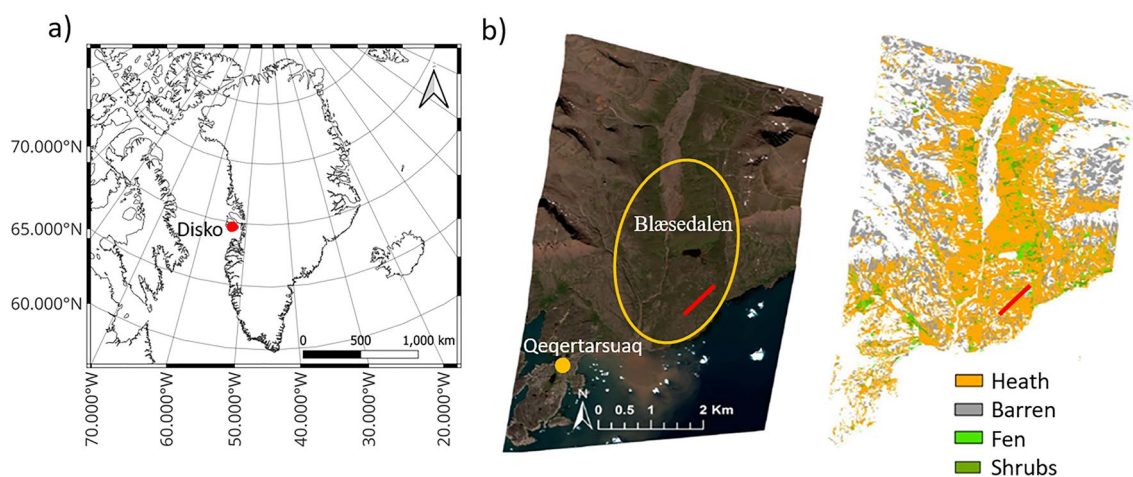 a)
70.000°N
65.000°N
60.000°N
Disko
0 500 1,000 km
70.000°W
60.000°W
50.000°W
40.000°W
30.000°W
20.000°W
b)
Blæsedalen
Qeqertarsuaq
N
0 0.5 1 2 Km
Heath
Barren
Fen
Shrubs